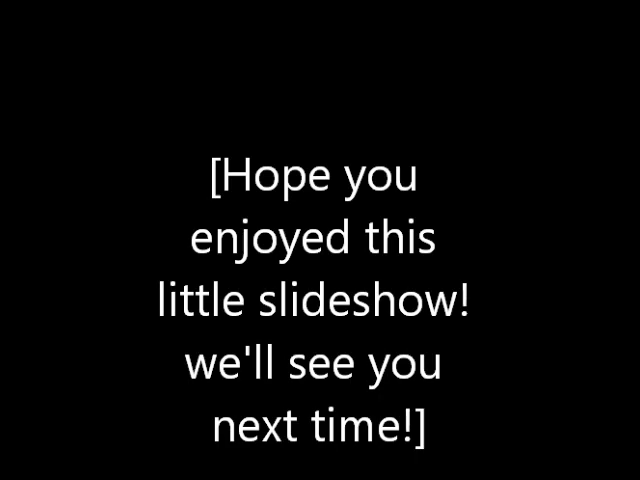 [Hope you
enjoyed this
little slideshow!
we'll see you
next time!]